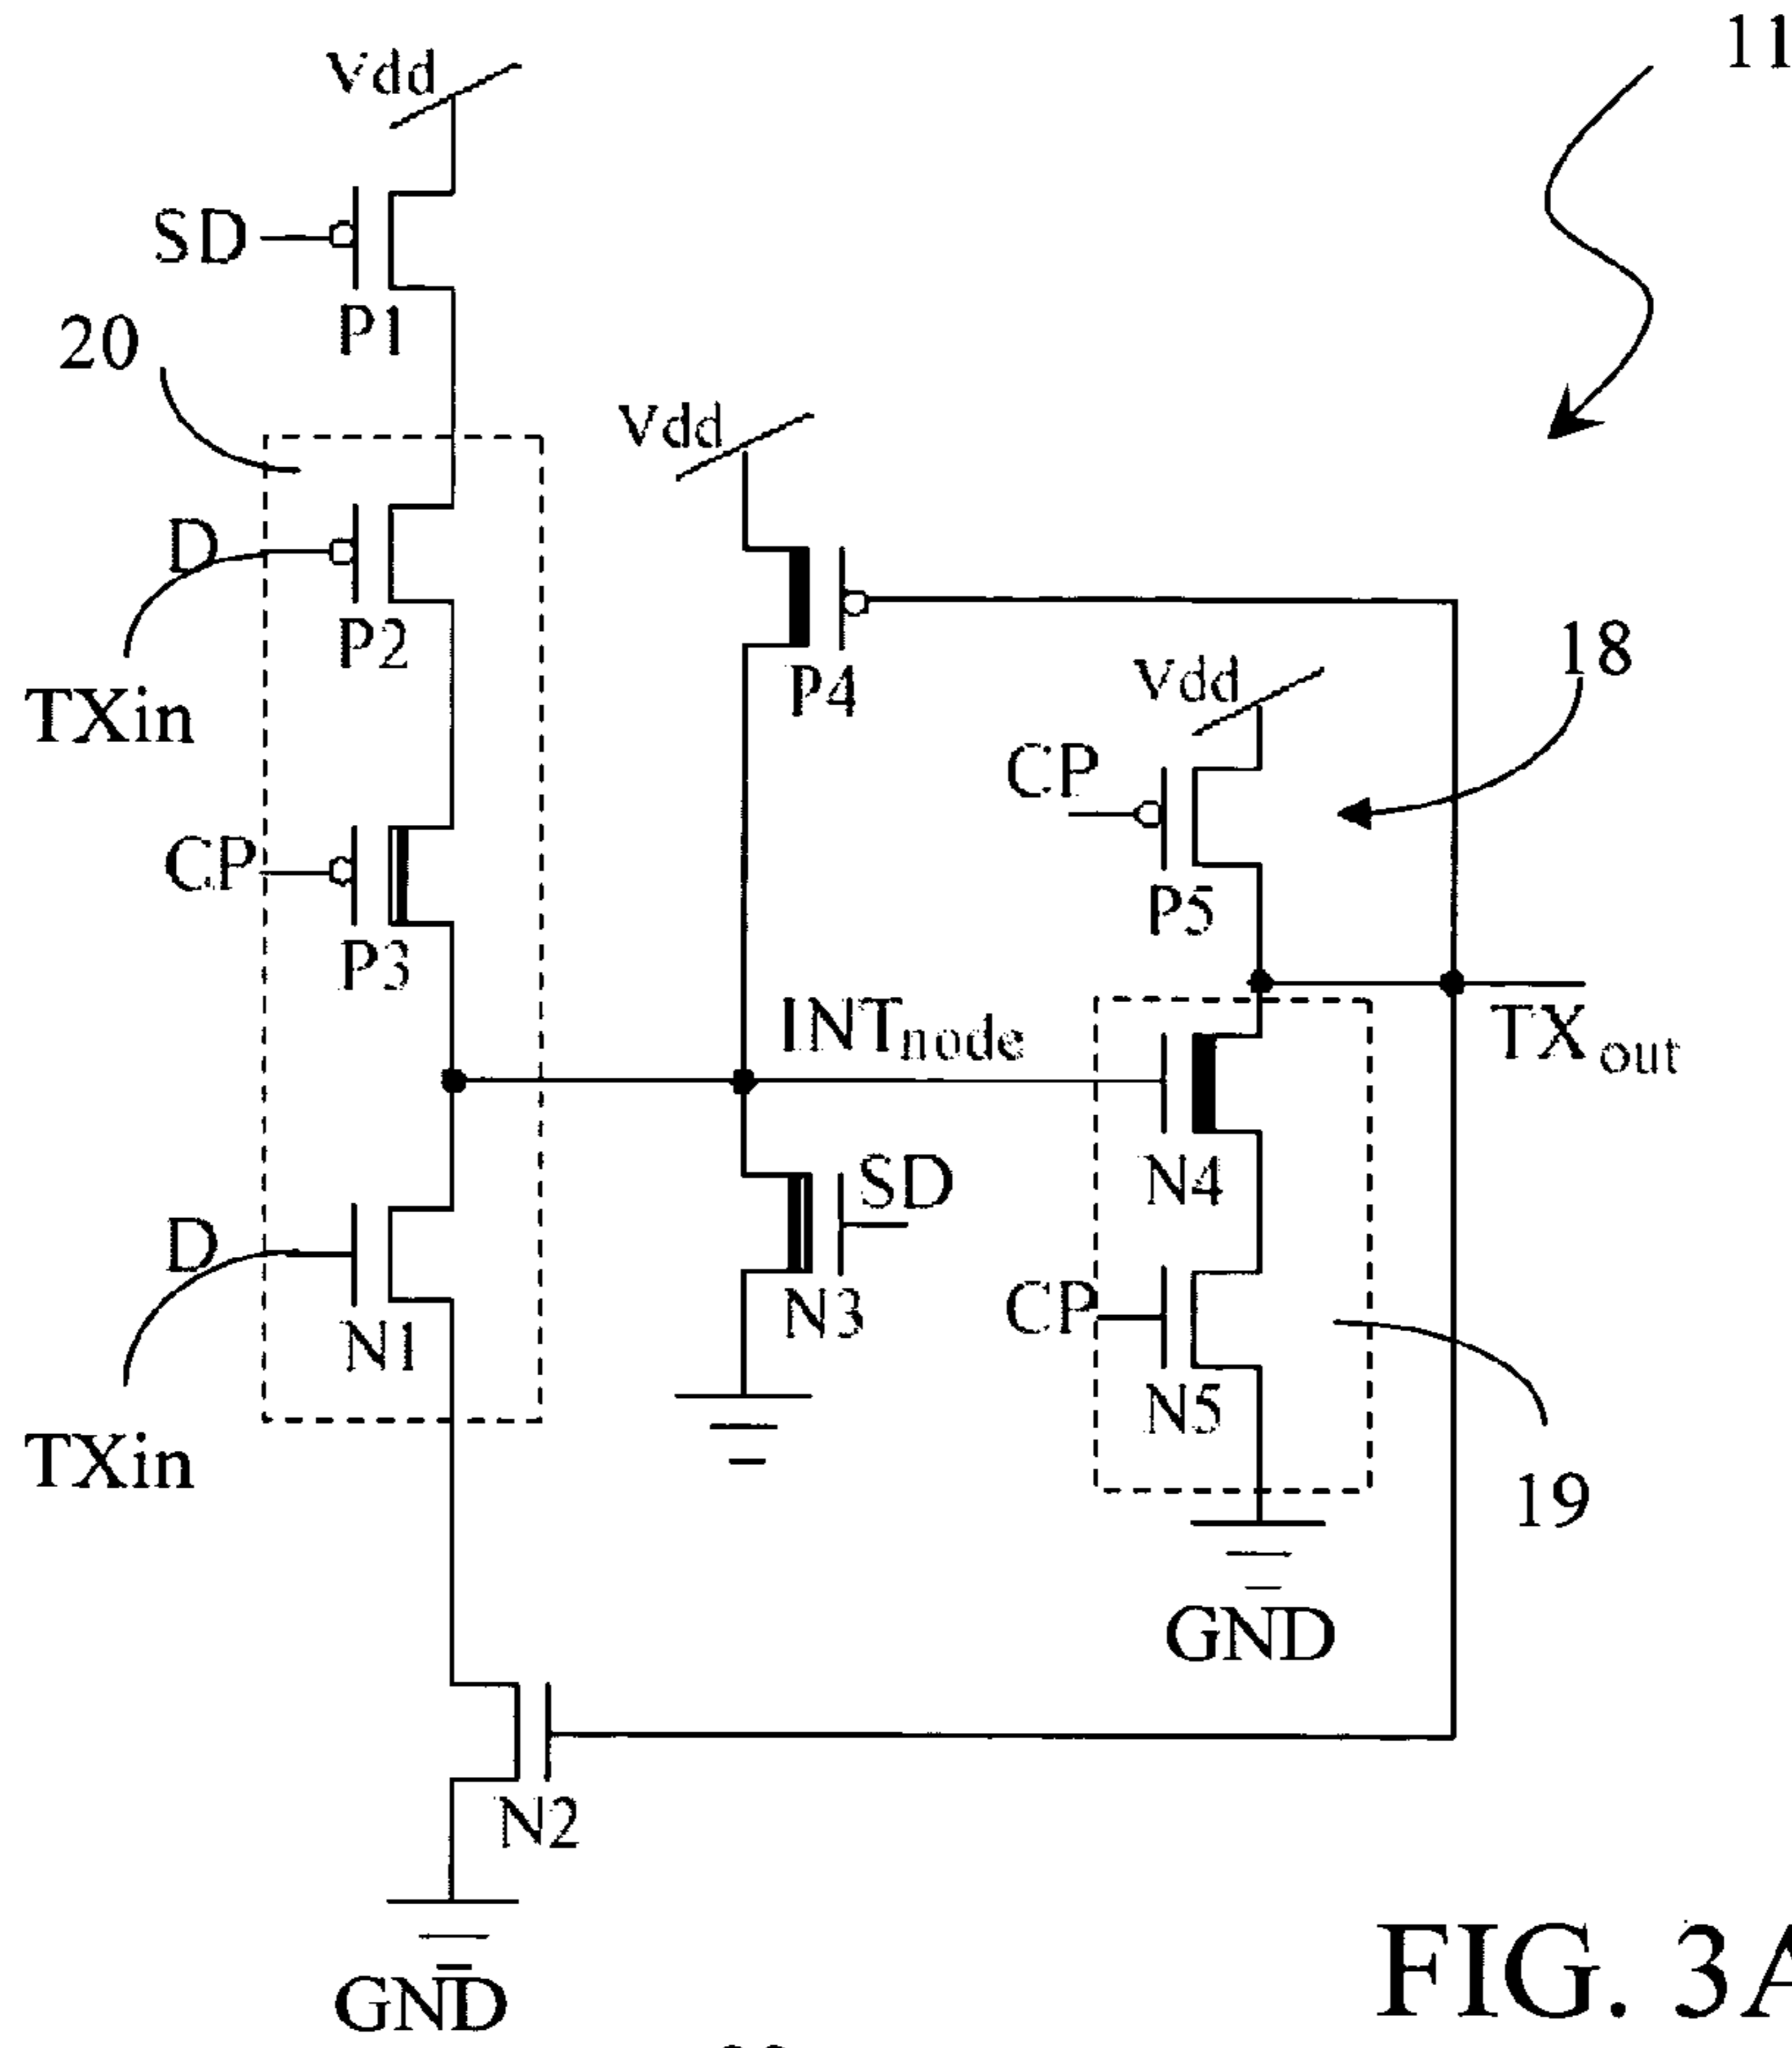 11
Vdd
SD
P1
20
Vdd
D
P2
TXin
P4
18
Vdd
CP
CP
P3
P5
INTnode
TXout
N4
SD
D
N3
CP
N1
N5
TXin
19
GND
N2
GND
FIG. 3A